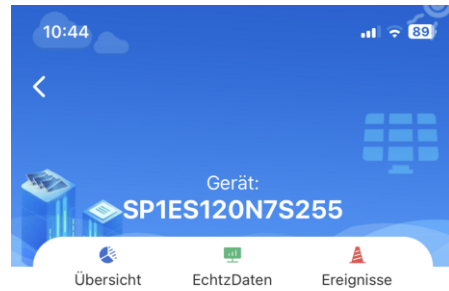 10:44
89
Gerät:
SP1ES120N7S255
Übersicht
EchtzDaten
Ereignisse